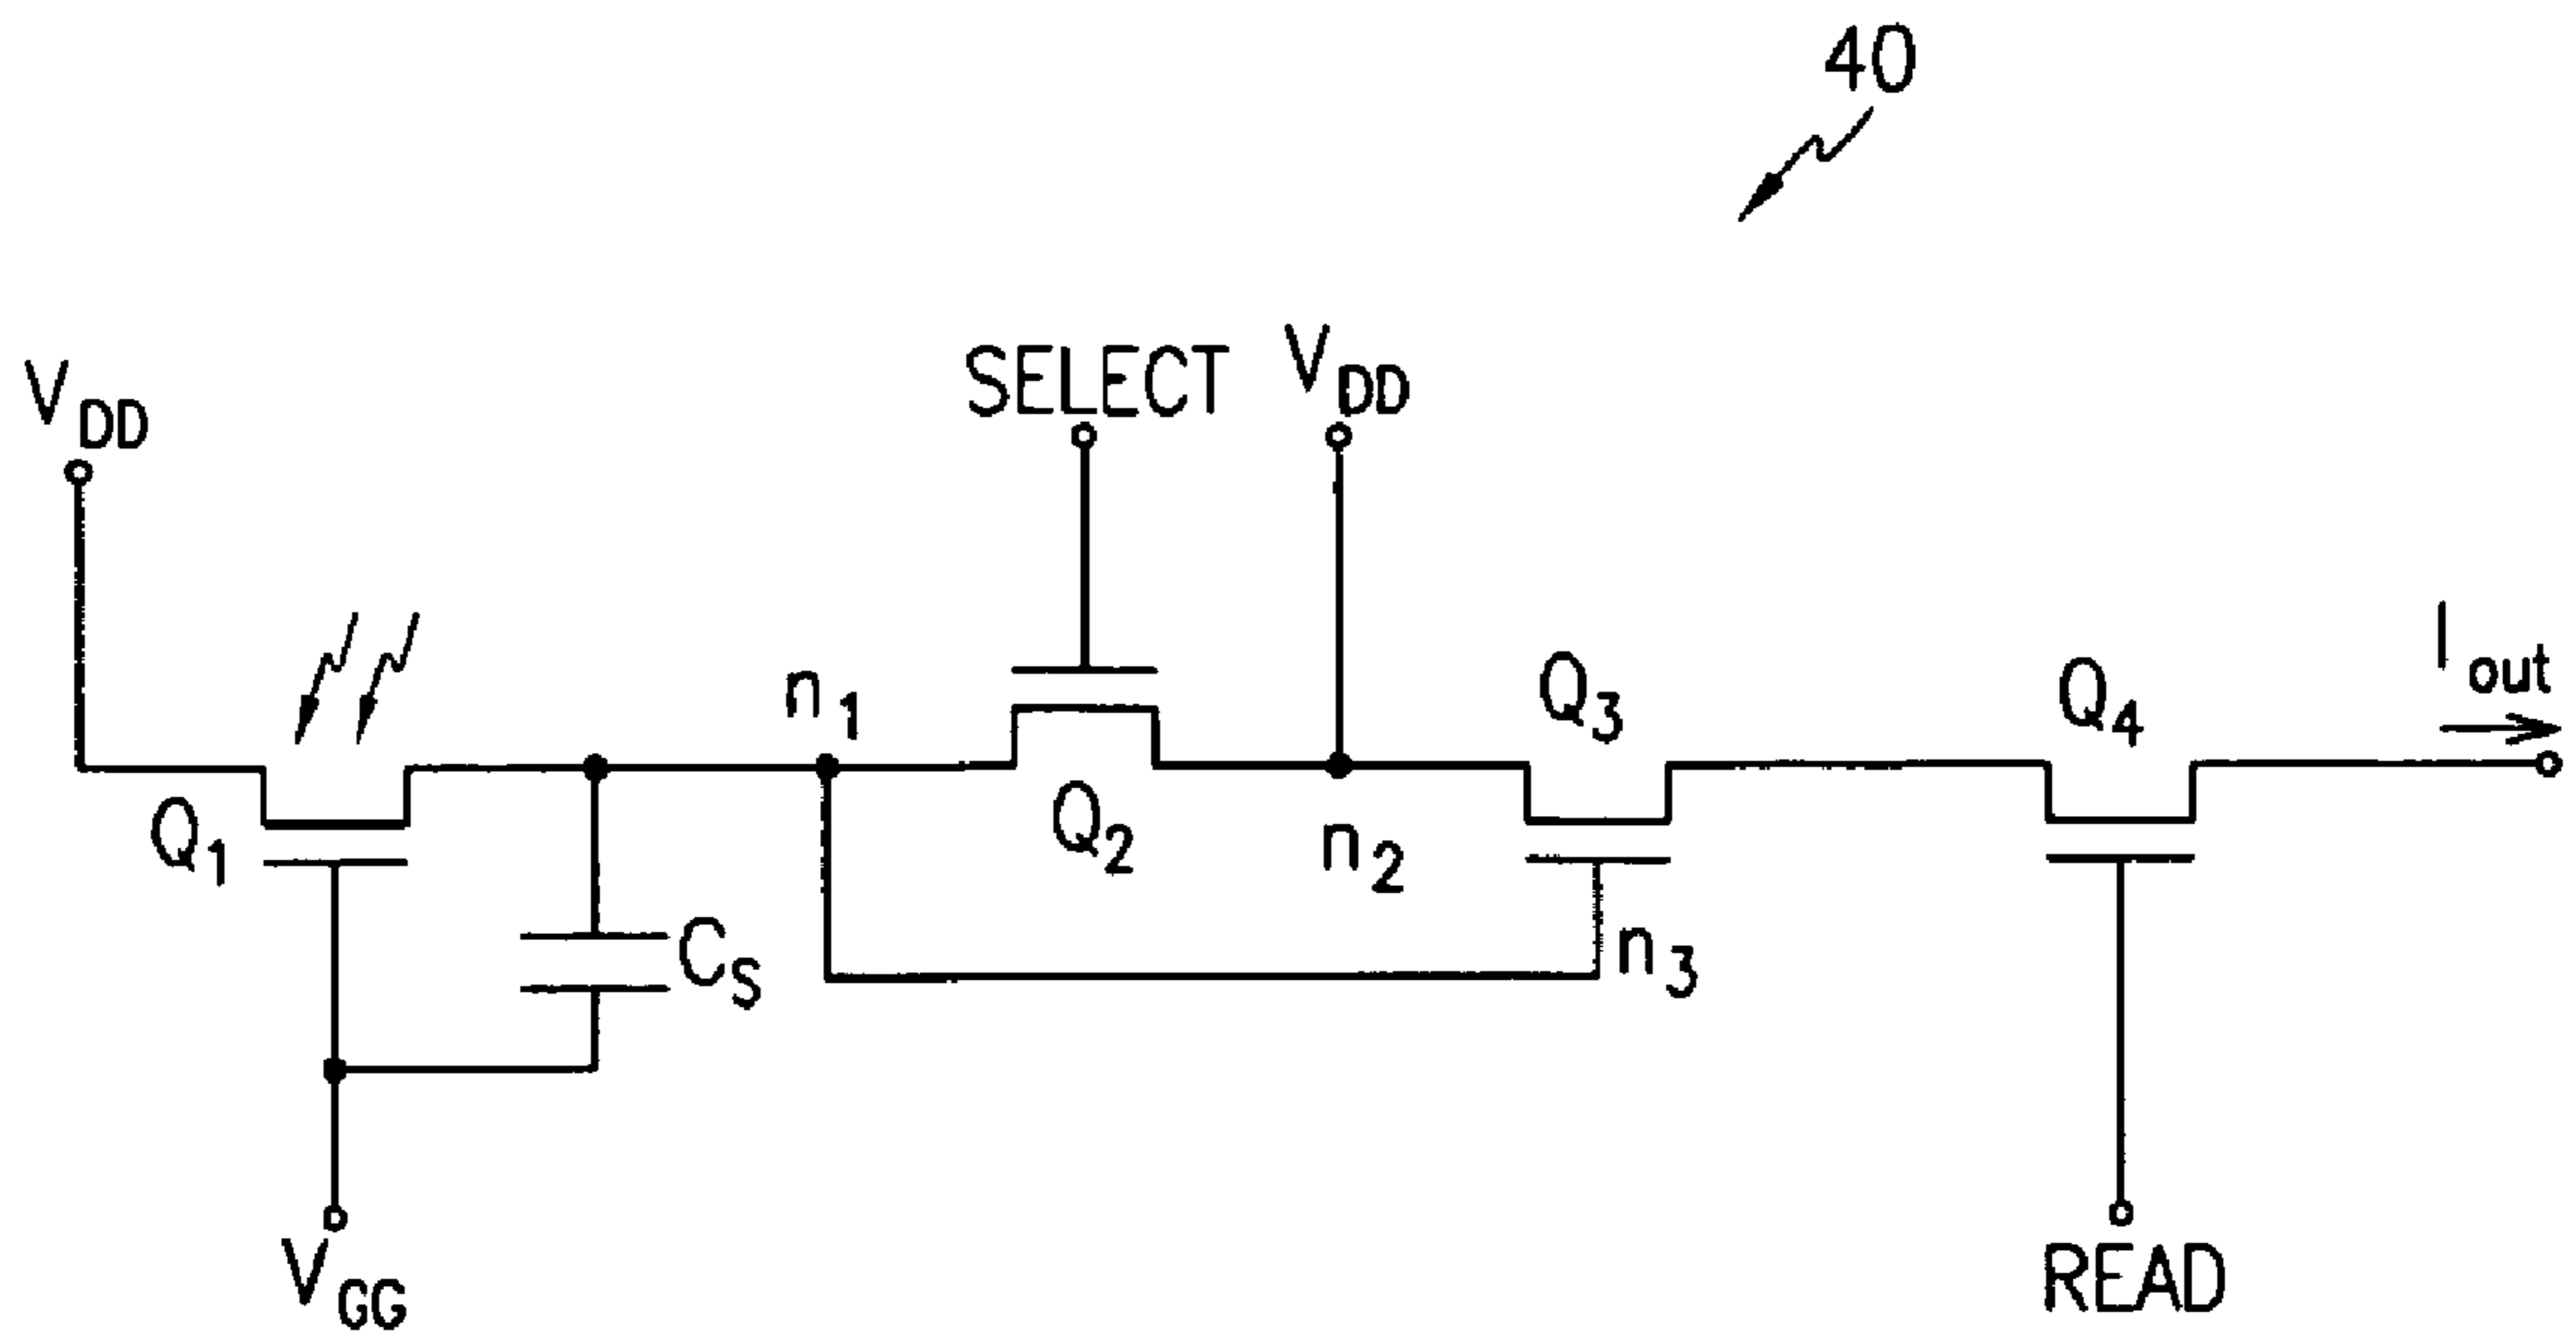 40
V_DD
SELECT
V_DD
I_out
n_1
Q_3
Q_4
Q_1
Q_2
n_2
C_S
n_3
V_GG
READ